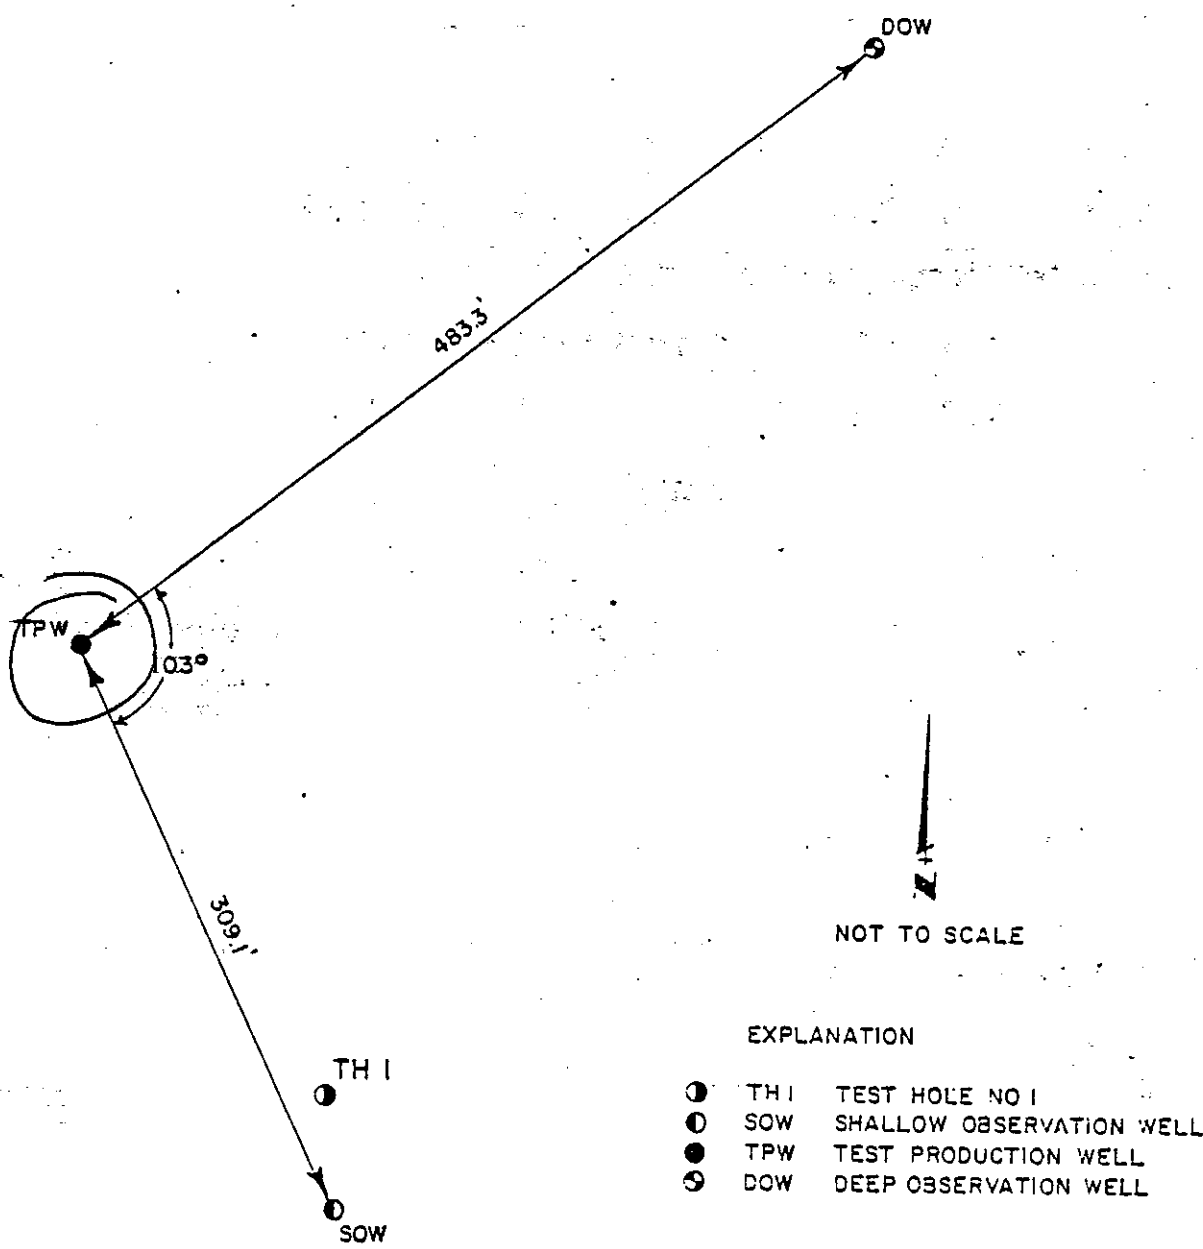 DOW
483.3'
TPW
103°
309.1'
NOT TO SCALE
TH 1
SOW
EXPLANATION
TH 1 TEST HOLE NO 1
SOW SHALLOW OBSERVATION WELL
TPW TEST PRODUCTION WELL
DOW DEEP OBSERVATION WELL